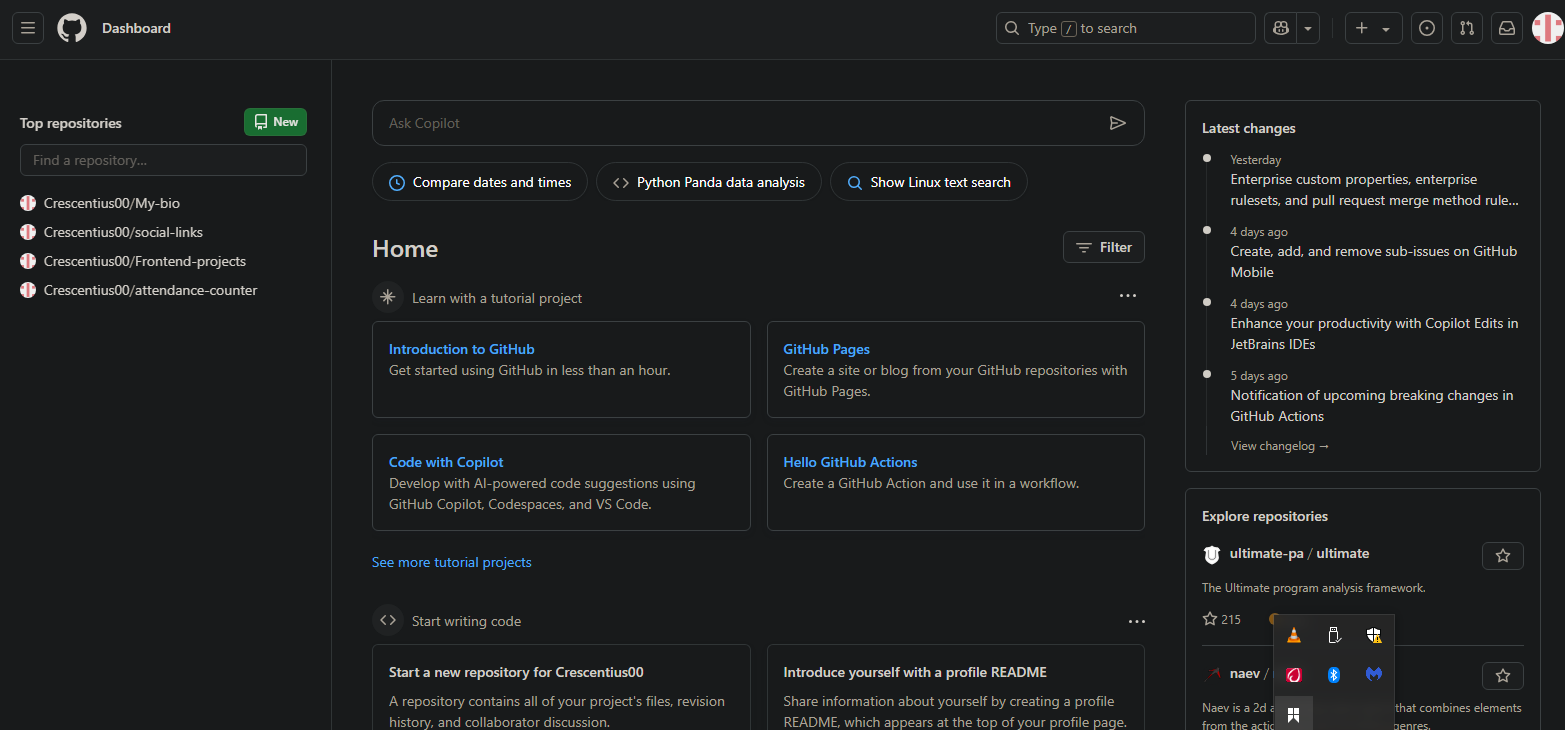 Dashboard
Type / to search
Top repositories
New
Find a repository...
Crescentius00/My-bio
Crescentius00/social-links
Crescentius00/Frontend-projects
Crescentius00/attendance-counter
Ask Copilot
Compare dates and times
Python Panda data analysis
Show Linux text search
Home
Filter
Learn with a tutorial project
Introduction to GitHub
Get started using GitHub in less than an hour.
GitHub Pages
Create a site or blog from your GitHub repositories with
GitHub Pages.
Code with Copilot
Develop with AI-powered code suggestions using
GitHub Copilot, Codespaces, and VS Code.
Hello GitHub Actions
Create a GitHub Action and use it in a workflow.
See more tutorial projects
Start writing code
Start a new repository for Crescentius00
A repository contains all of your project's files, revision
history, and collaborator discussion.
Introduce yourself with a profile README
Share information about yourself by creating a profile
README, which appears at the top of your profile page.
Latest changes
Yesterday
Enterprise custom properties, enterprise
rulesets, and pull request merge method rule...
4 days ago
Create, add, and remove sub-issues on GitHub
Mobile
4 days ago
Enhance your productivity with Copilot Edits in
JetBrains IDEs
5 days ago
Notification of upcoming breaking changes in
GitHub Actions
View changelog →
Explore repositories
ultimate-pa / ultimate
The Ultimate program analysis framework.
215
naev /
Naev is a 2d that combines elements
from the genres.